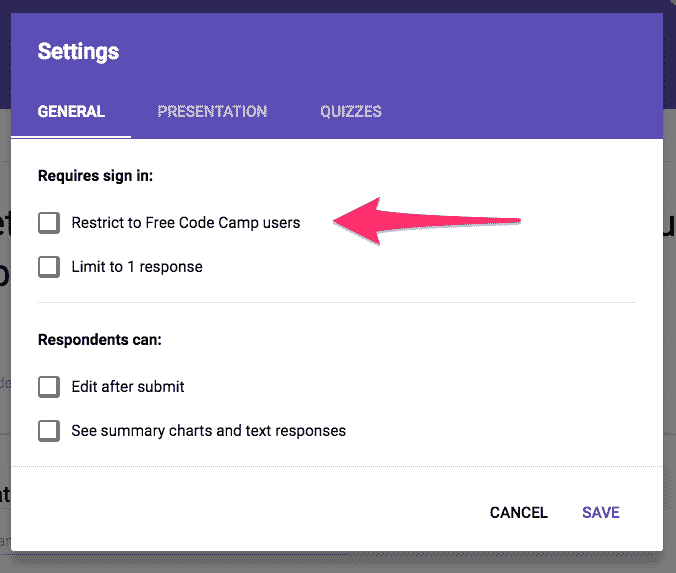 Settings
GENERAL PRESENTATION QUIZZES
Requires sign in:
Restrict to Free Code Camp users
Limit to 1 response
Respondents can:
Edit after submit
See summary charts and text responses
CANCEL SAVE